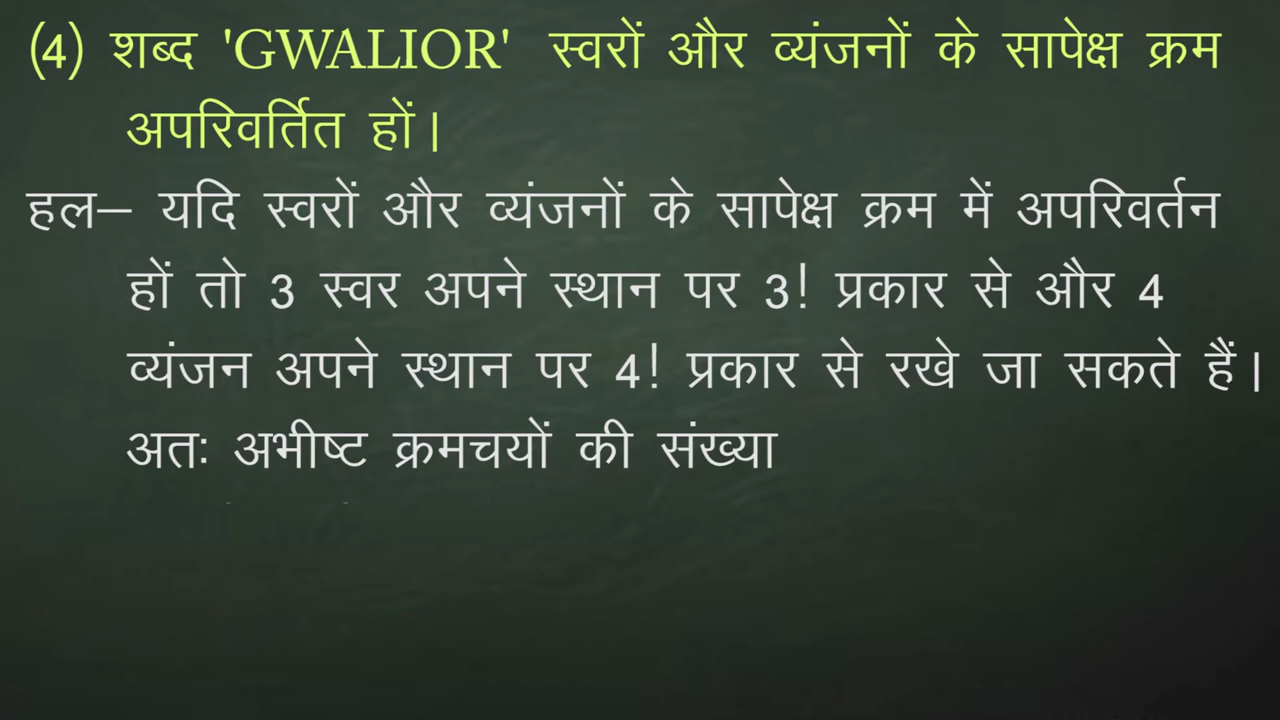 (4) शब्द 'GWALIOR' स्वरों और व्यंजनों के सापेक्ष क्रम
अपरिवर्तित हों।
हल– यदि स्वरों और व्यंजनों के सापेक्ष क्रम में अपरिवर्तन
हों तो 3 स्वर अपने स्थान पर 3! प्रकार से और 4
व्यंजन अपने स्थान पर 4! प्रकार से रखे जा सकते हैं।
अतः अभीष्ट क्रमचयों की संख्या